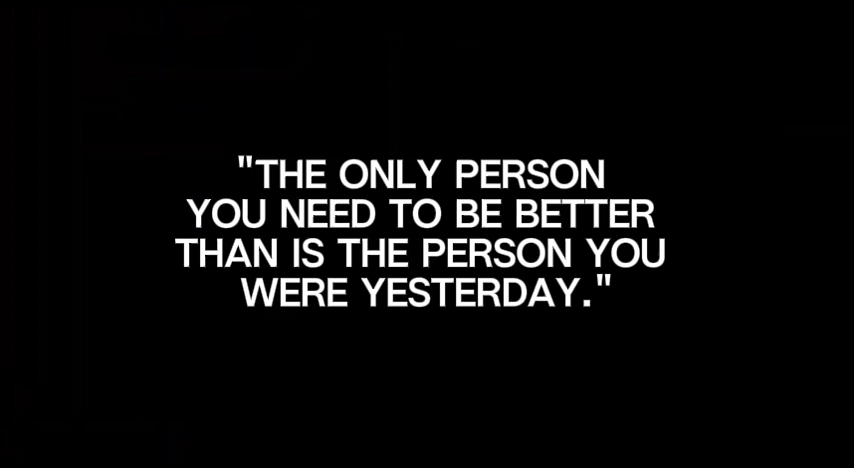 "THE ONLY PERSON
YOU NEED TO BE BETTER
THAN IS THE PERSON YOU
WERE YESTERDAY."